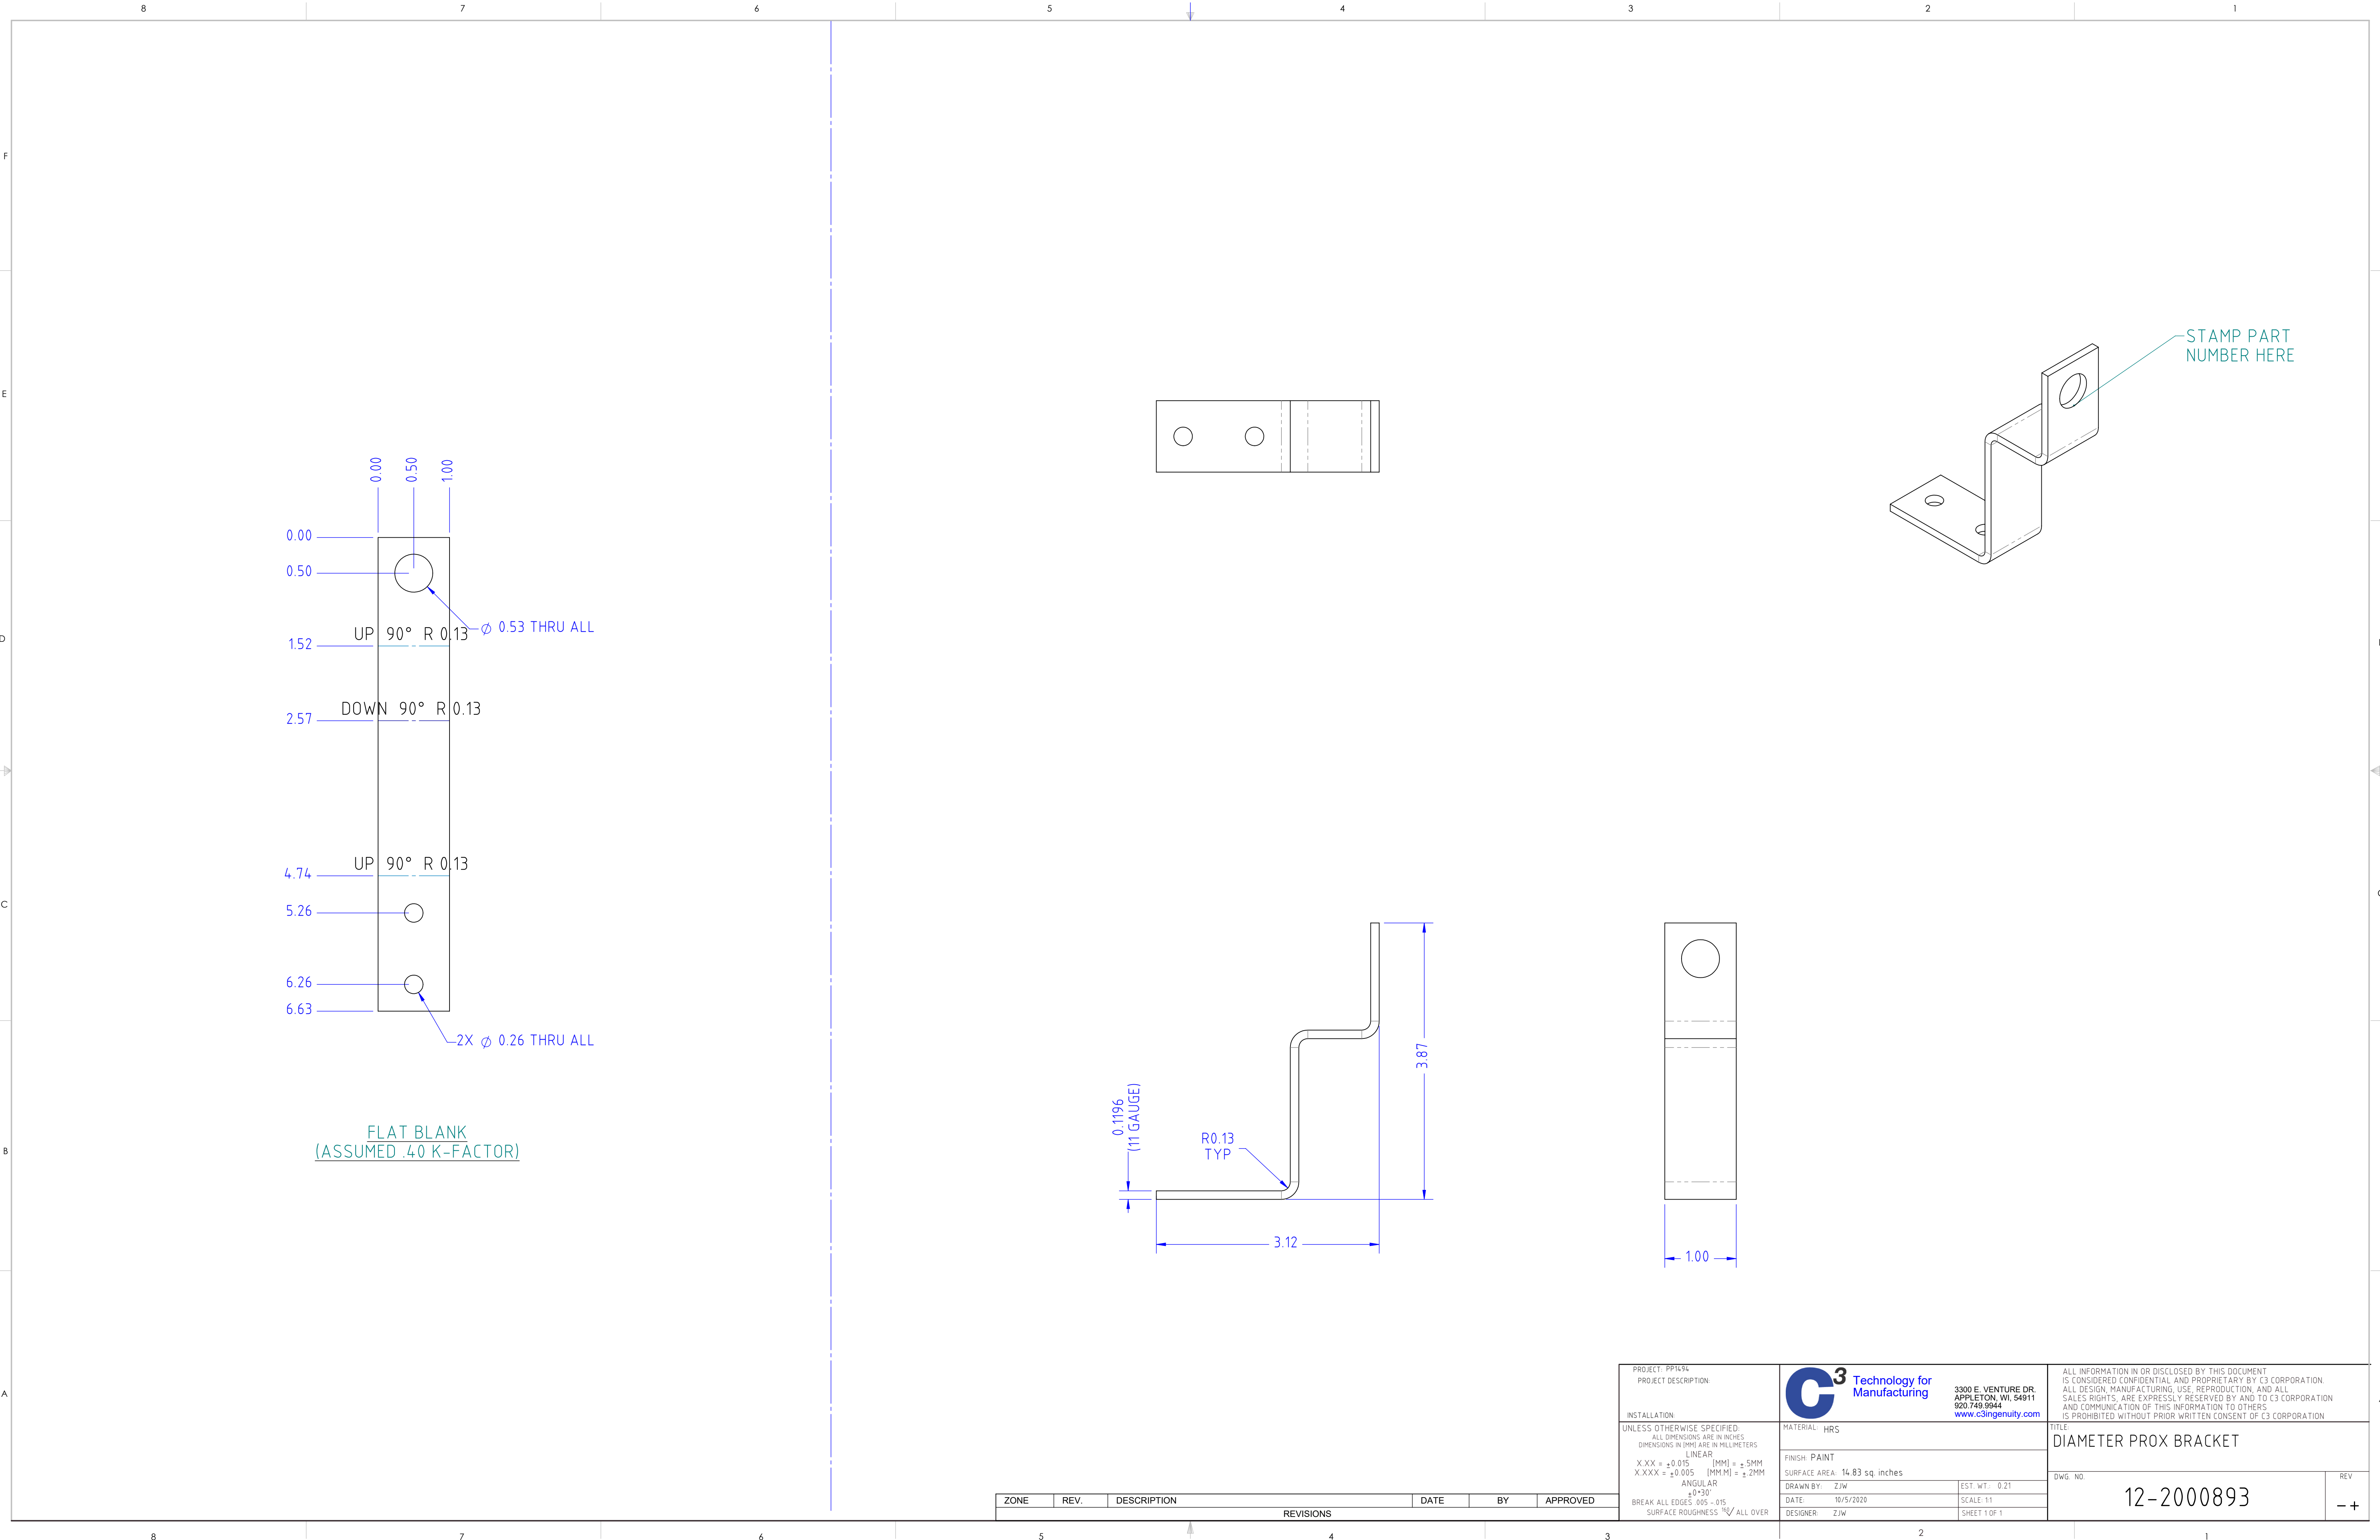 8 7 6 5 4 3 2 1
F
E
D
C
B
A
STAMP PART
NUMBER HERE
0.00
0.50
1.00
0.00
0.50
Ø 0.53 THRU ALL
UP 90° R 0.13
1.52
DOWN 90° R 0.13
2.57
UP 90° R 0.13
4.74
5.26
6.26
6.63
2X Ø 0.26 THRU ALL
FLAT BLANK
(ASSUMED .40 K-FACTOR)
3.87
0.1196
(11 GAUGE)
R0.13
TYP
3.12
1.00
PROJECT: PP1494
PROJECT DESCRIPTION:
INSTALLATION:
C3 Technology for
Manufacturing
3300 E. VENTURE DR.
APPLETON, WI, 54911
920.749.9944
www.c3ingenuity.com
ALL INFORMATION IN OR DISCLOSED BY THIS DOCUMENT
IS CONSIDERED CONFIDENTIAL AND PROPRIETARY BY C3 CORPORATION.
ALL DESIGN, MANUFACTURING, USE, REPRODUCTION, AND ALL
SALES RIGHTS, ARE EXPRESSLY RESERVED BY AND TO C3 CORPORATION
AND COMMUNICATION OF THIS INFORMATION TO OTHERS
IS PROHIBITED WITHOUT PRIOR WRITTEN CONSENT OF C3 CORPORATION
UNLESS OTHERWISE SPECIFIED:
ALL DIMENSIONS ARE IN INCHES
DIMENSIONS IN [MM] ARE IN MILLIMETERS
LINEAR
X.XX = ±0.015 [MM] = ±.5MM
X.XXX = ±0.005 [MM.M] = ±.2MM
ANGULAR
±0°30'
BREAK ALL EDGES .005 -.015
SURFACE ROUGHNESS 160 ALL OVER
MATERIAL: HRS
FINISH: PAINT
SURFACE AREA: 14.83 sq. inches
DRAWN BY: ZJW
EST. WT.: 0.21
DATE: 10/5/2020
SCALE: 1:1
DESIGNER: ZJW
SHEET 1 OF 1
TITLE:
DIAMETER PROX BRACKET
DWG. NO.
12-2000893
REV
-+
ZONE REV. DESCRIPTION DATE BY APPROVED
REVISIONS
8 7 6 5 4 3 2 1